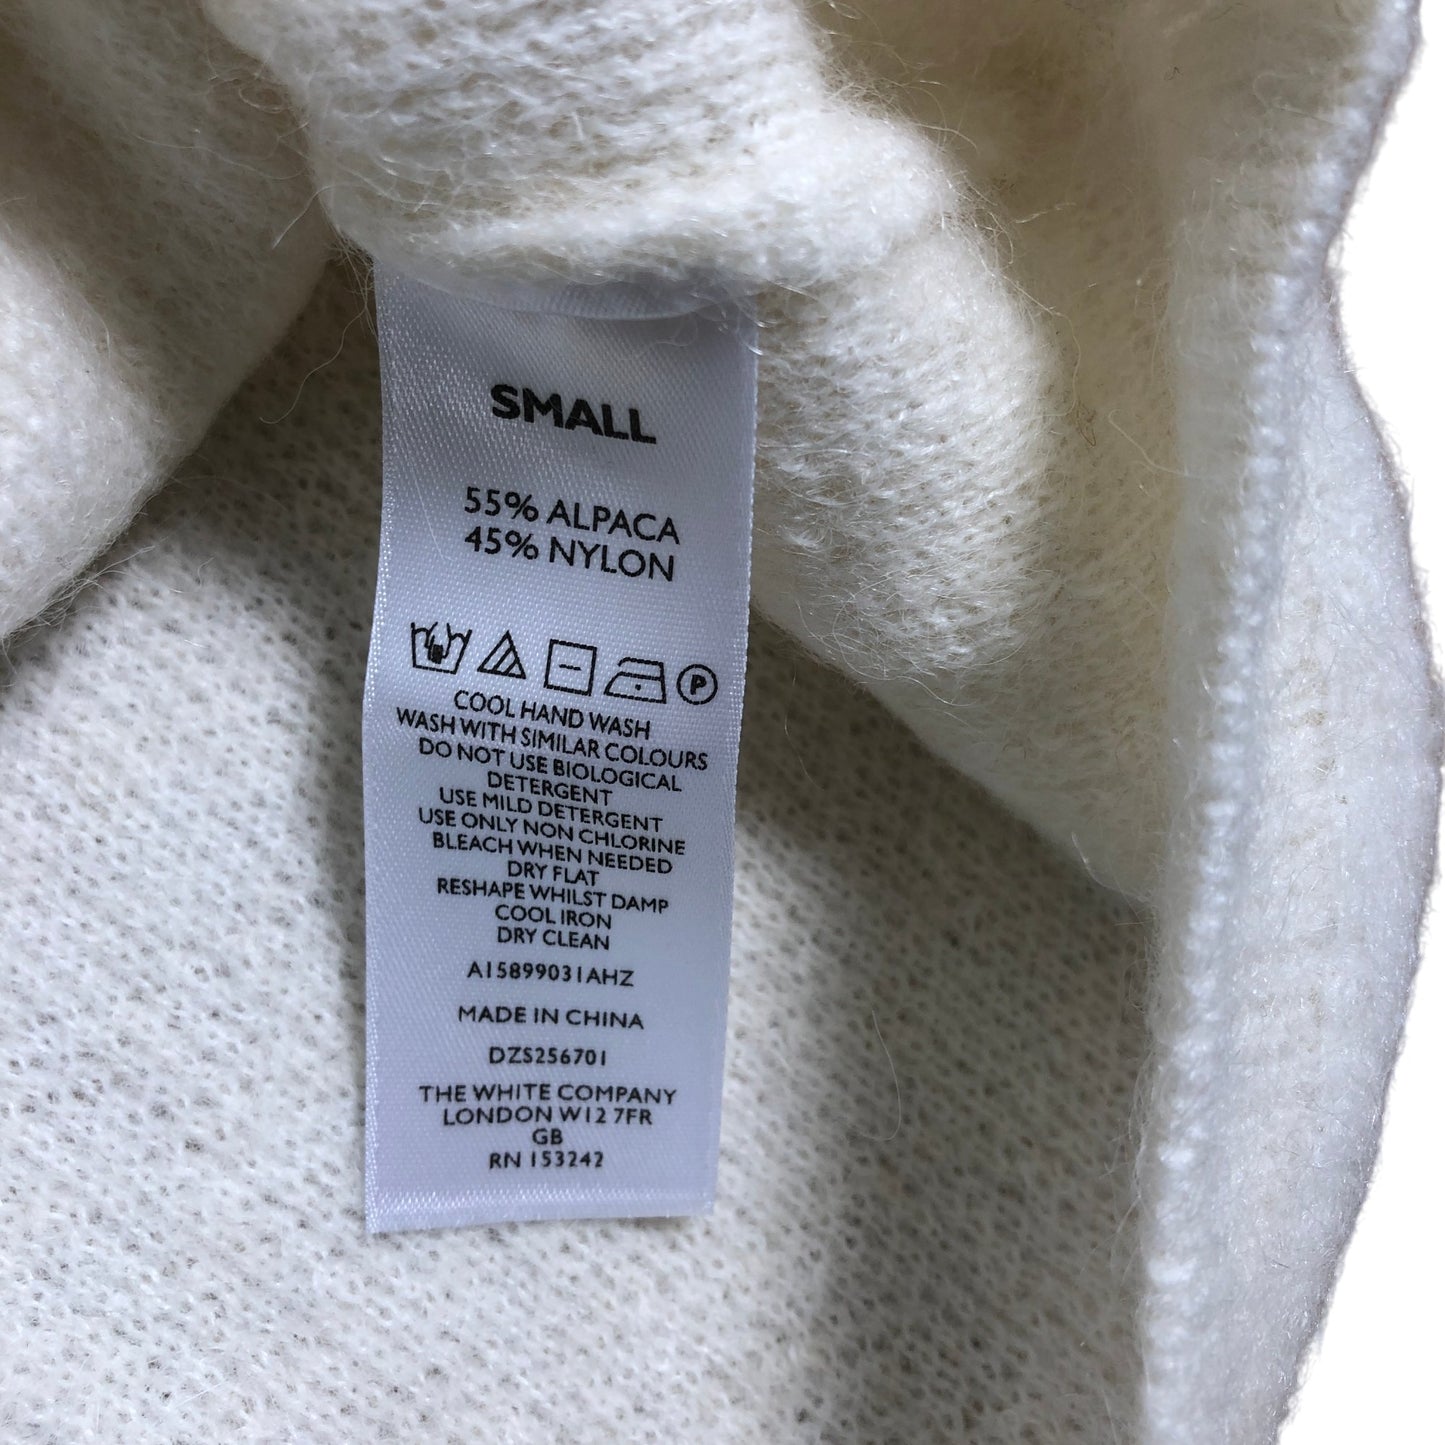 SMALL
55% ALPACA
45% NYLON
P
COOL HAND WASH
WASH WITH SIMILAR COLOURS
DO NOT USE BIOLOGICAL
DETERGENT
USE MILD DETERGENT
USE ONLY NON CHLORINE
BLEACH WHEN NEEDED
DRY FLAT
RESHAPE WHILST DAMP
COOL IRON
DRY CLEAN
A15899031AHZ
MADE IN CHINA
DZS256701
THE WHITE COMPANY
LONDON W12 7FR
GB
RN 153242